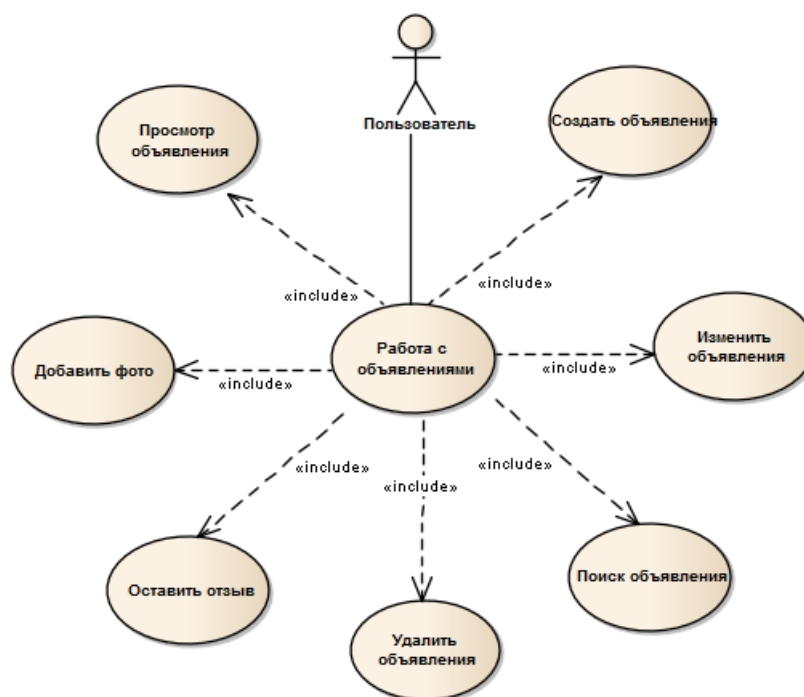 Пользователь
Просмотр
объявления
Создать объявления
«include»
«include»
Добавить фото
«include»
Работа с
объявлениями
«include»
Изменить
объявления
«include»
«include»
«include»
Оставить отзыв
Удалить
объявления
Поиск объявления